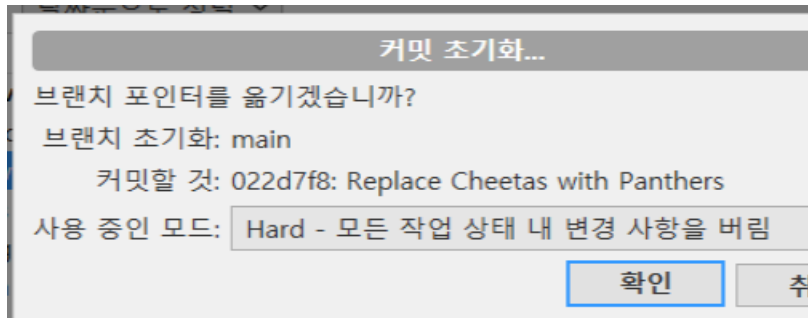 커밋 초기화...
브랜치 포인터를 옮기겠습니까?
브랜치 초기화: main
커밋할 것: 022d7f8: Replace Cheetas with Panthers
사용 중인 모드: Hard - 모든 작업 상태 내 변경 사항을 버림
확인